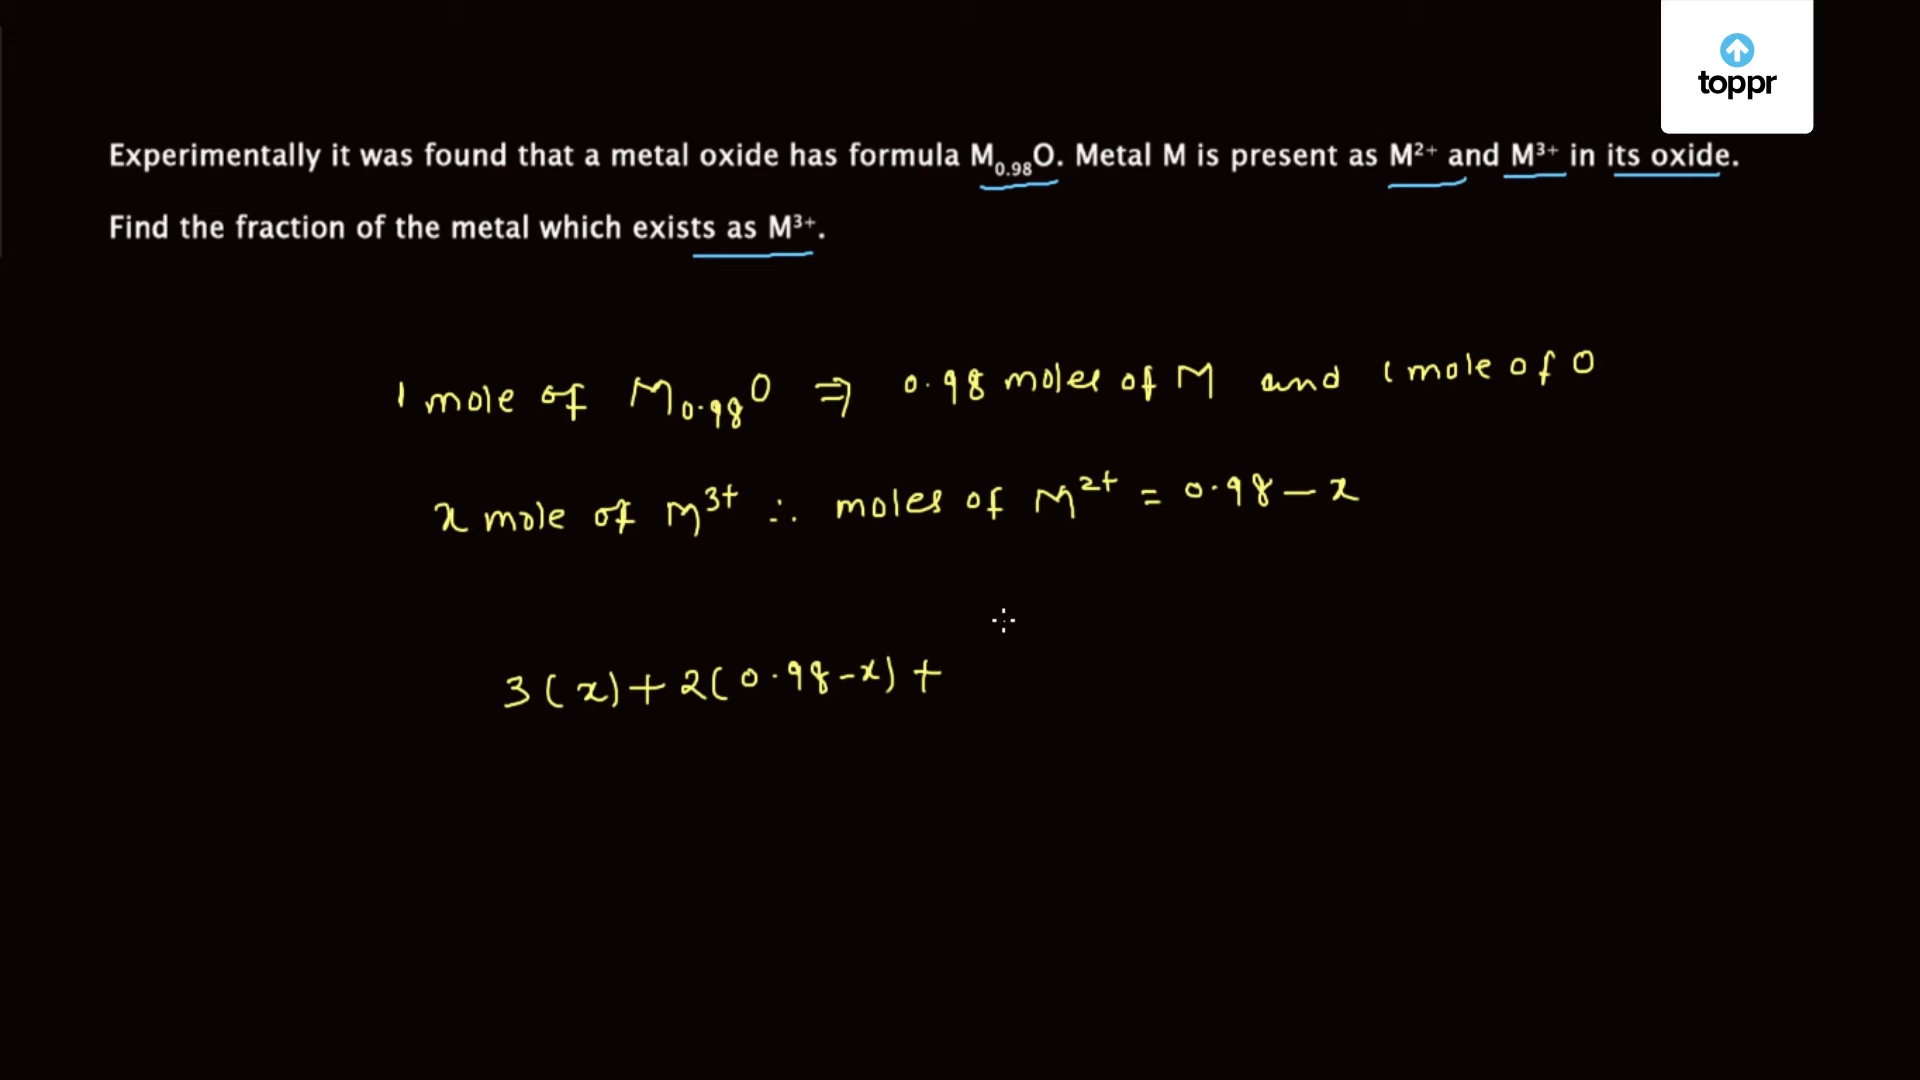 toppr
Experimentally it was found that a metal oxide has formula M₀.₉₈O. Metal M is present as M²⁺ and M³⁺ in its oxide.
Find the fraction of the metal which exists as M³⁺.
1 mole of M₀.₉₈O ⇒ 0.98 moles of M and 1 mole of O
x mole of M³⁺ ∴ moles of M²⁺ = 0.98 – x
3(x)+2(0.98-x)+